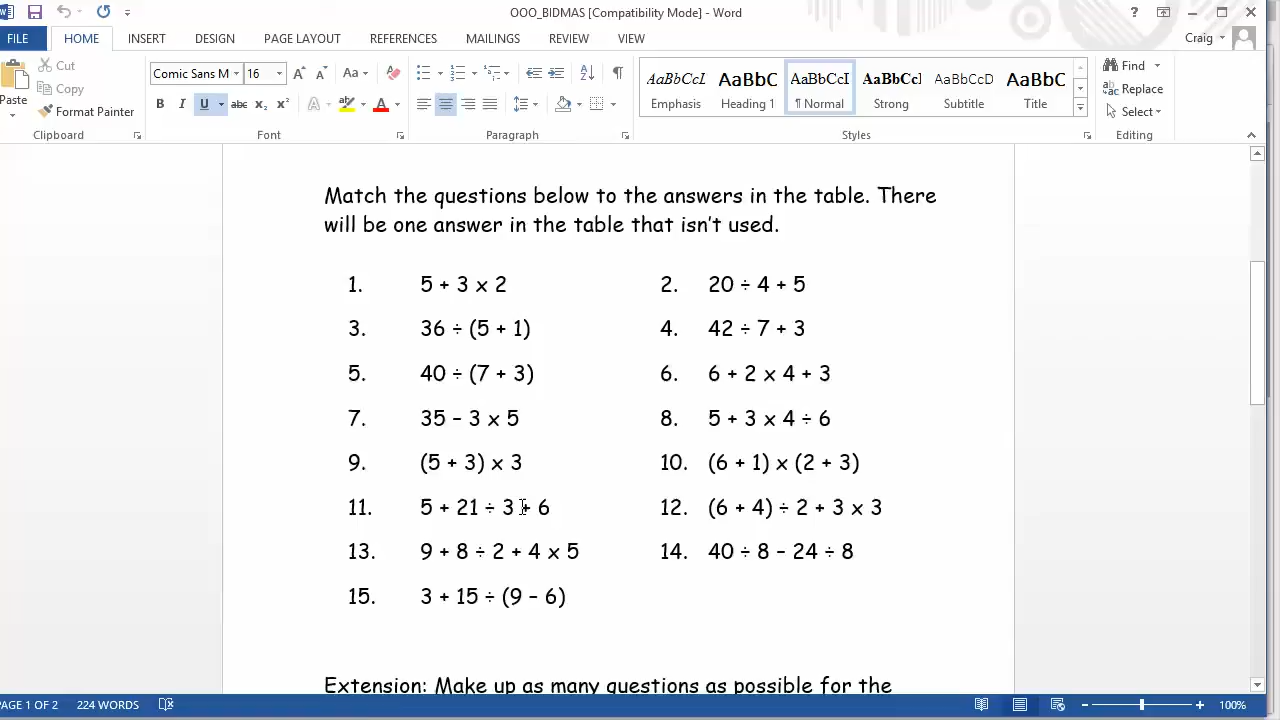 OOO_BIDMAS [Compatibility Mode] - Word
?
FILE HOME INSERT DESIGN PAGE LAYOUT REFERENCES MAILINGS REVIEW VIEW Craig
Cut
Copy
Format Painter
Paste
Clipboard
Comic Sans M 16 A A Aa
B U abc x₂ x² A A
Font
Paragraph
AaBbCcI AaBbC AaBbCcI AaBbCcI AaBbCcD AaBbC
Emphasis Heading 1 ¶ Normal Strong Subtitle Title
Styles
Find
Replace
Select
Editing
Match the questions below to the answers in the table. There
will be one answer in the table that isn't used.
1. 5 + 3 x 2 2. 20 ÷ 4 + 5
3. 36 ÷ (5 + 1) 4. 42 ÷ 7 + 3
5. 40 ÷ (7 + 3) 6. 6 + 2 x 4 + 3
7. 35 – 3 x 5 8. 5 + 3 x 4 ÷ 6
9. (5 + 3) x 3 10. (6 + 1) x (2 + 3)
11. 5 + 21 ÷ 3 + 6 12. (6 + 4) ÷ 2 + 3 x 3
13. 9 + 8 ÷ 2 + 4 x 5 14. 40 ÷ 8 – 24 ÷ 8
15. 3 + 15 ÷ (9 – 6)
Extension: Make up as many questions as possible for the
PAGE 1 OF 2 224 WORDS 100%